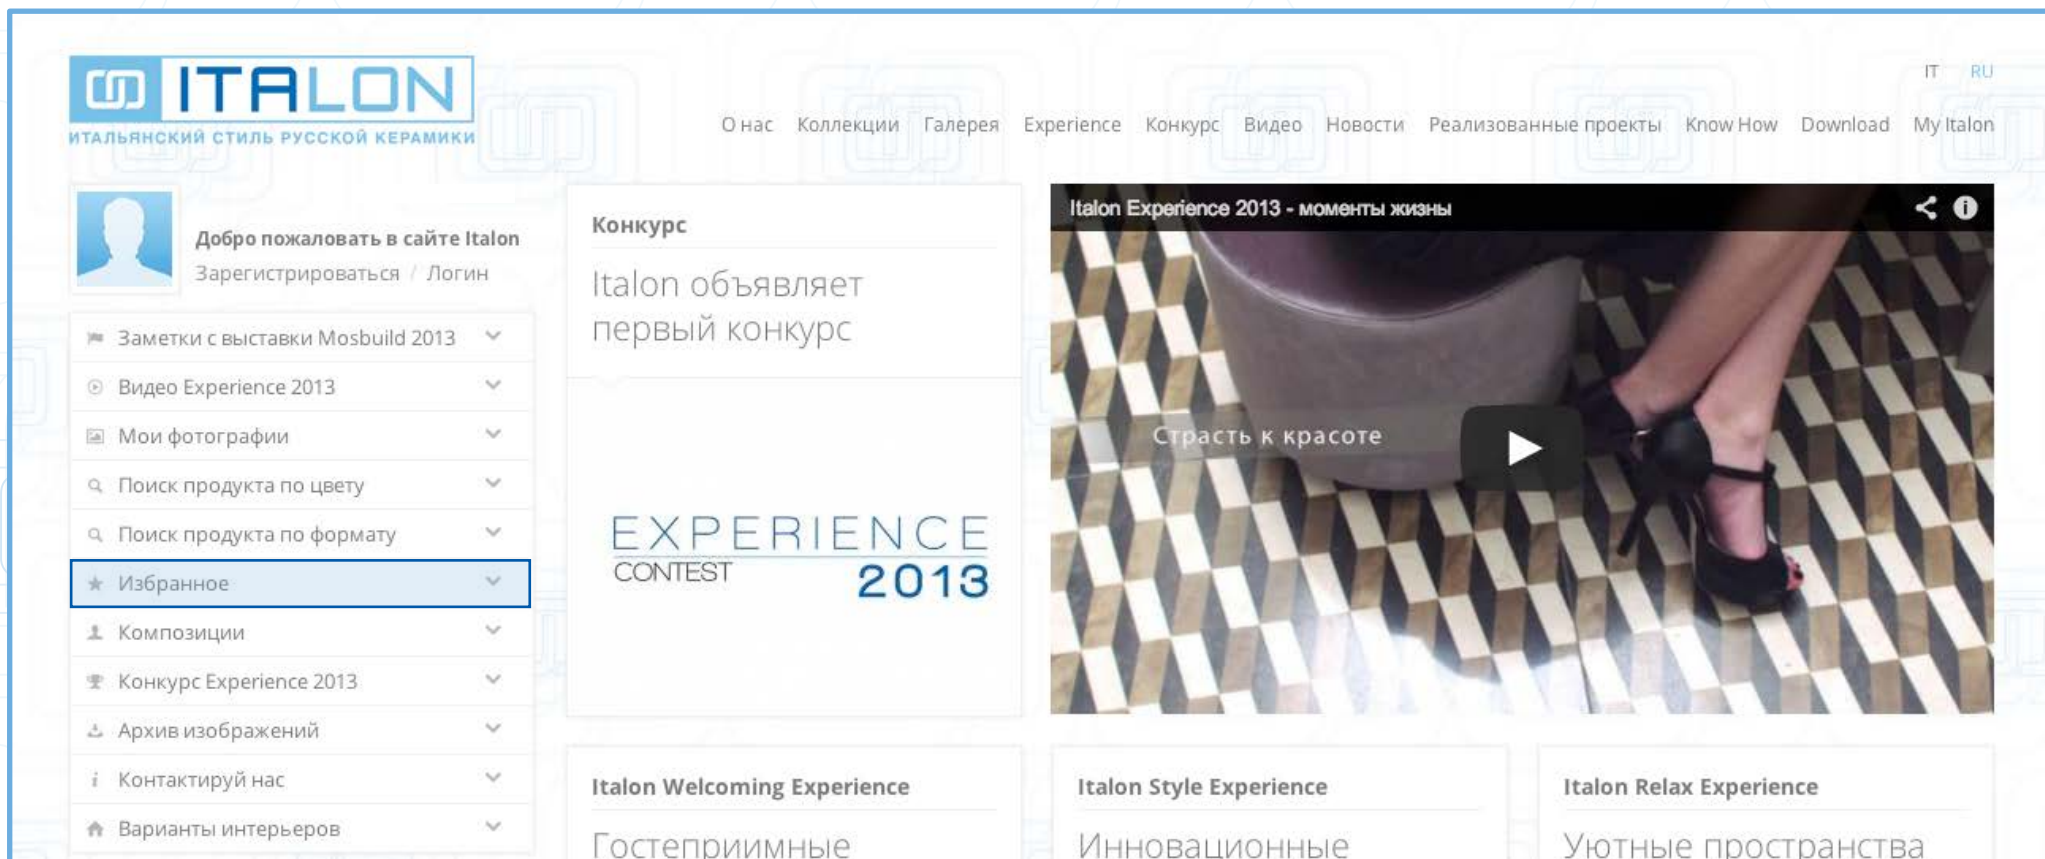 ITALON
ИТАЛЬЯНСКИЙ СТИЛЬ РУССКОЙ КЕРАМИКИ
IT RU
О нас Коллекции Галерея Experience Конкурс Видео Новости Реализованные проекты Know How Download My Italon
Добро пожаловать в сайте Italon
Зарегистрироваться / Логин
Заметки с выставки Mosbuild 2013
Видео Experience 2013
Мои фотографии
Поиск продукта по цвету
Поиск продукта по формату
Избранное
Композиции
Конкурс Experience 2013
Архив изображений
Контактируй нас
Варианты интерьеров
Конкурс
Italon объявляет
первый конкурс
EXPERIENCE
CONTEST 2013
Italon Experience 2013 - моменты жизны
Страсть к красоте
Italon Welcoming Experience
Гостеприимные
Italon Style Experience
Инновационные
Italon Relax Experience
Уютные пространства